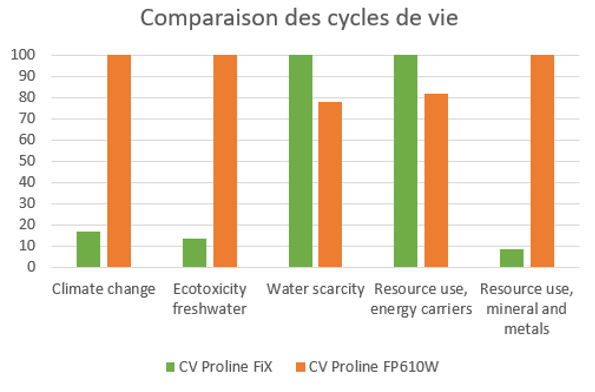 Comparaison des cycles de vie
100
90
80
70
60
50
40
30
20
10
0
Climate change
Ecotoxicity
freshwater
Water scarcity
Resource use,
energy carriers
Resource use,
mineral and
metals
CV Proline FiX
CV Proline FP610W